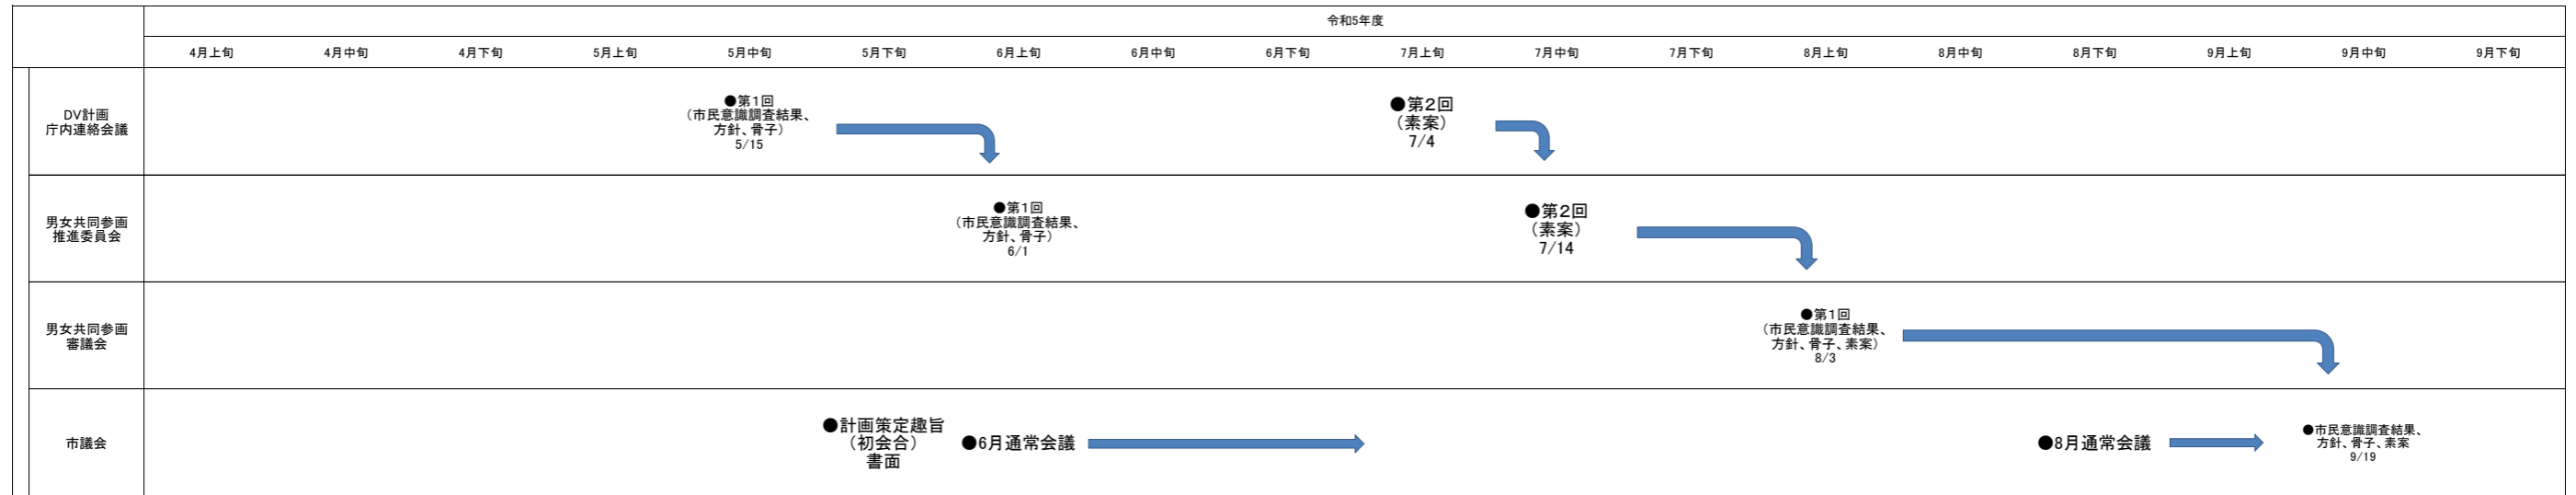 令和5年度
4月上旬 4月中旬 4月下旬 5月上旬 5月中旬 5月下旬 6月上旬 6月中旬 6月下旬 7月上旬 7月中旬 7月下旬 8月上旬 8月中旬 8月下旬 9月上旬 9月中旬 9月下旬
DV計画
庁内連絡会議
●第1回
（市民意識調査結果、
方針、骨子）
5/15
●第2回
（素案）
7/4
男女共同参画
推進委員会
●第1回
（市民意識調査結果、
方針、骨子）
6/1
●第2回
（素案）
7/14
男女共同参画
審議会
●第1回
（市民意識調査結果、
方針、骨子、素案）
8/3
市議会
●計画策定趣旨
（初会合）
書面
●6月通常会議
●8月通常会議
●市民意識調査結果、
方針、骨子、素案
9/19